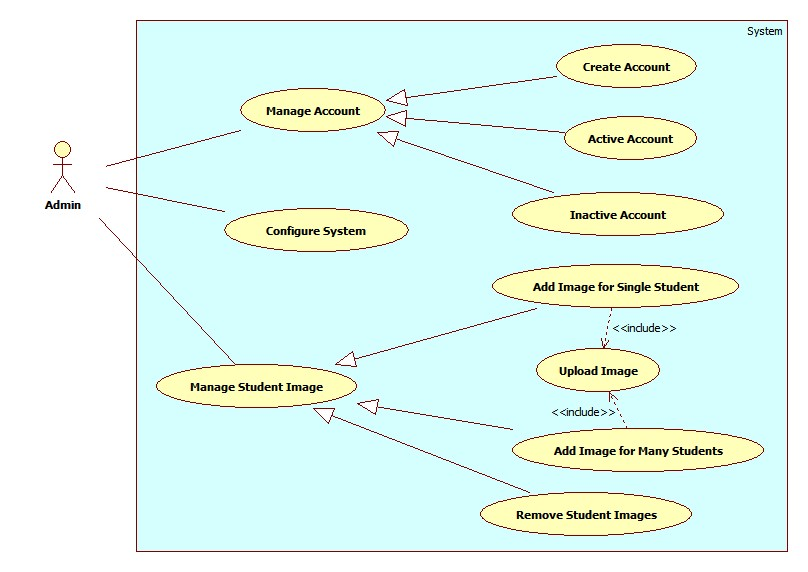 System
Create Account
Manage Account
Active Account
Admin
Inactive Account
Configure System
Add Image for Single Student
<<include>>
Upload Image
Manage Student Image
<<include>>
Add Image for Many Students
Remove Student Images